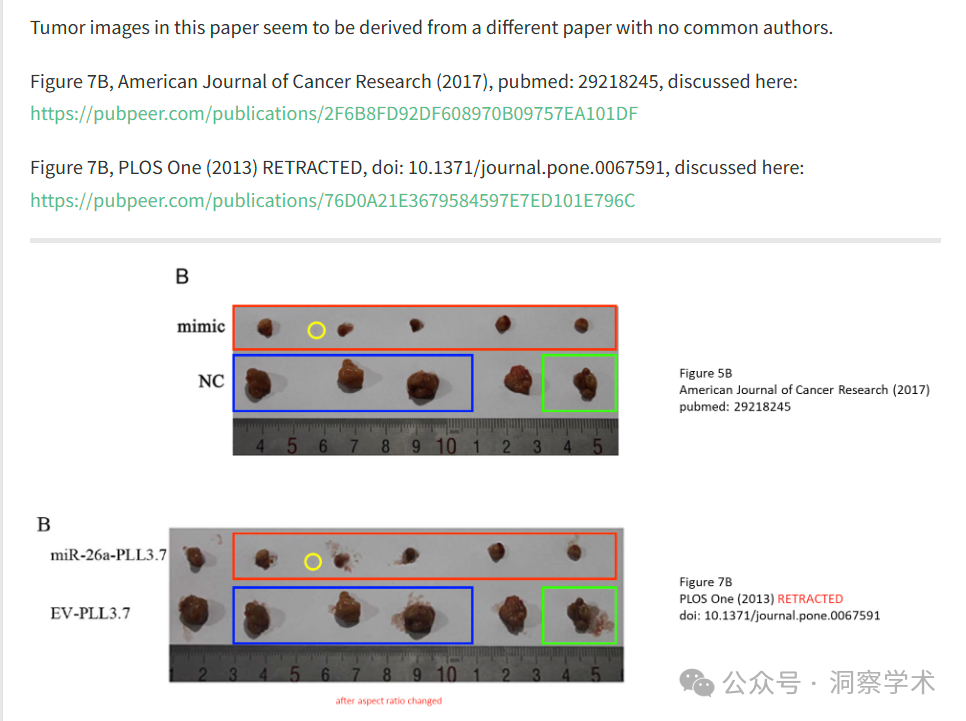 Tumor images in this paper seem to be derived from a different paper with no common authors.
Figure 7B, American Journal of Cancer Research (2017), pubmed: 29218245, discussed here:
https://pubpeer.com/publications/2F6B8FD92DF608970B09757EA101DF
Figure 7B, PLOS One (2013) RETRACTED, doi: 10.1371/journal.pone.0067591, discussed here:
https://pubpeer.com/publications/76D0A21E3679584597E7ED101E796C
B
mimic
NC
Figure 5B
American Journal of Cancer Research (2017)
pubmed: 29218245
4 5 6 7 8 9 10 1 2 3 4 5
B
miR-26a-PLL3.7
EV-PLL3.7
Figure 7B
PLOS One (2013) RETRACTED
doi: 10.1371/journal.pone.0067591
1 2 3 4 5 6 7 8 9 10 1 2 3 4 5
after aspect ratio changed
公众号 · 洞察学术